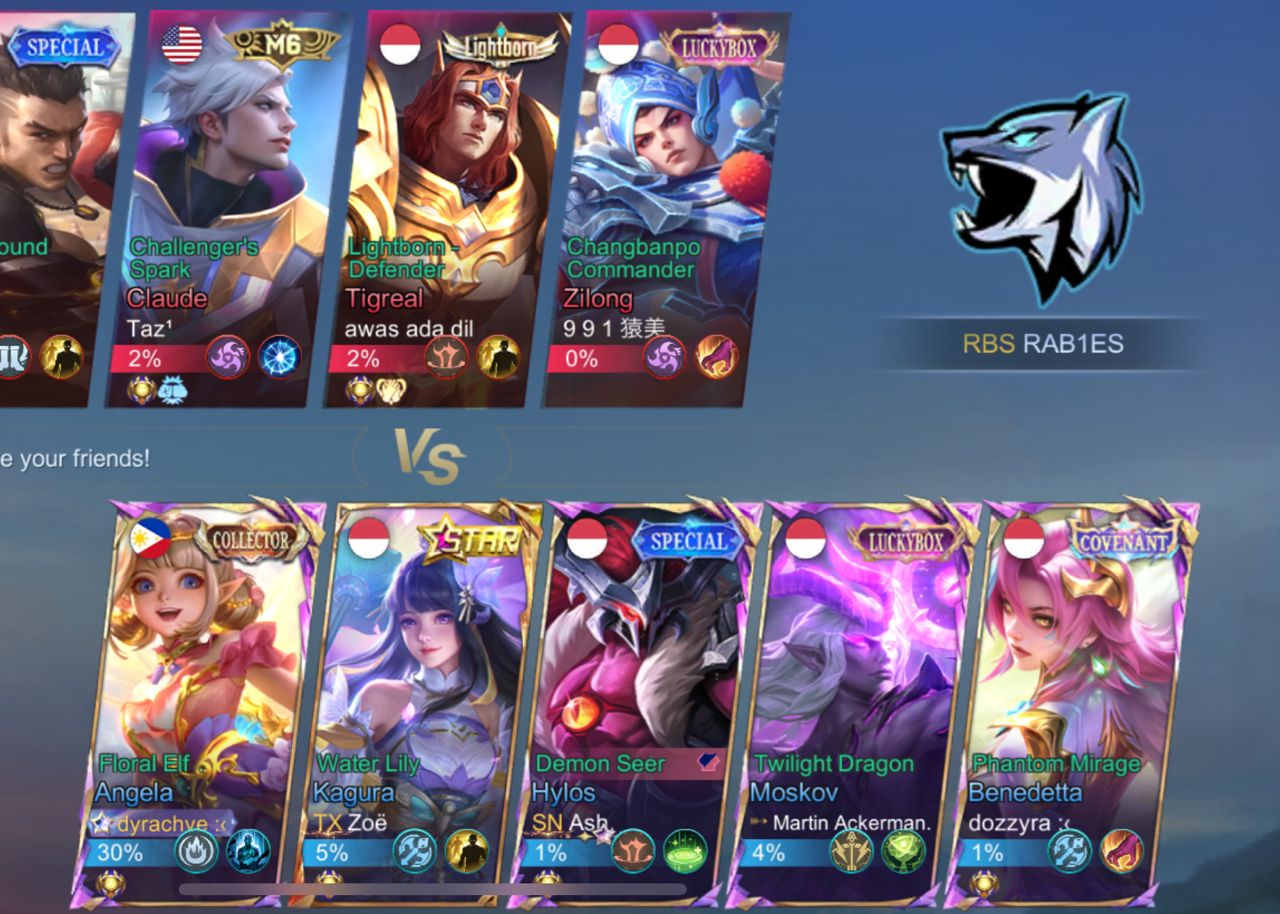 SPECIAL
M6
Lightborn
LUCKYBOX
ound
Challenger's
Spark
Claude
Taz¹
2%
Lightborn -
Defender
Tigreal
awas ada dil
2%
Changbanpo
Commander
Zilong
9 9 1 猿美
0%
RBS RAB1ES
e your friends!
VS
COLLECTOR
STAR
SPECIAL
LUCKYBOX
COVENANT
Floral Elf
Angela
dyrachye :‹
30%
Water Lily
Kagura
TX Zoë
5%
Demon Seer
Hylos
SN Ash
1%
Twilight Dragon
Moskov
Martin Ackerman.
4%
Phantom Mirage
Benedetta
dozzyra :‹
1%